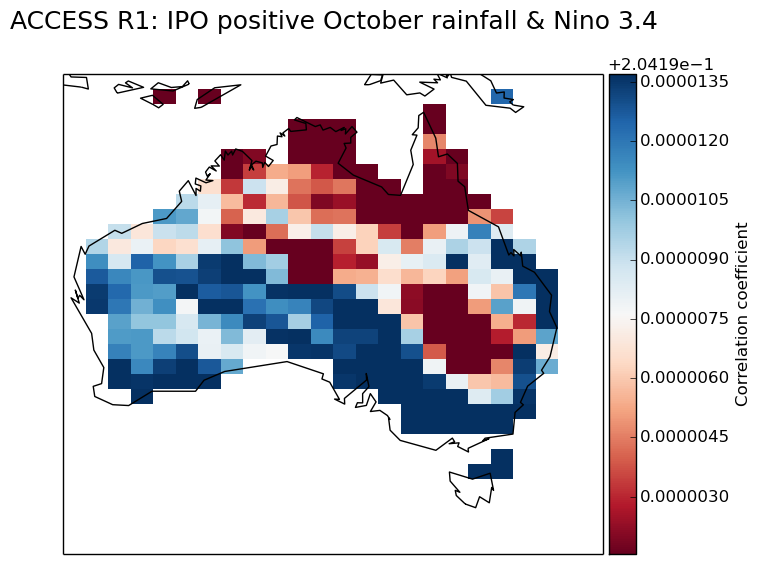 ACCESS R1: IPO positive October rainfall & Nino 3.4
+2.0419e−1
0.0000135
0.0000120
0.0000105
0.0000090
0.0000075
0.0000060
0.0000045
0.0000030
Correlation coefficient